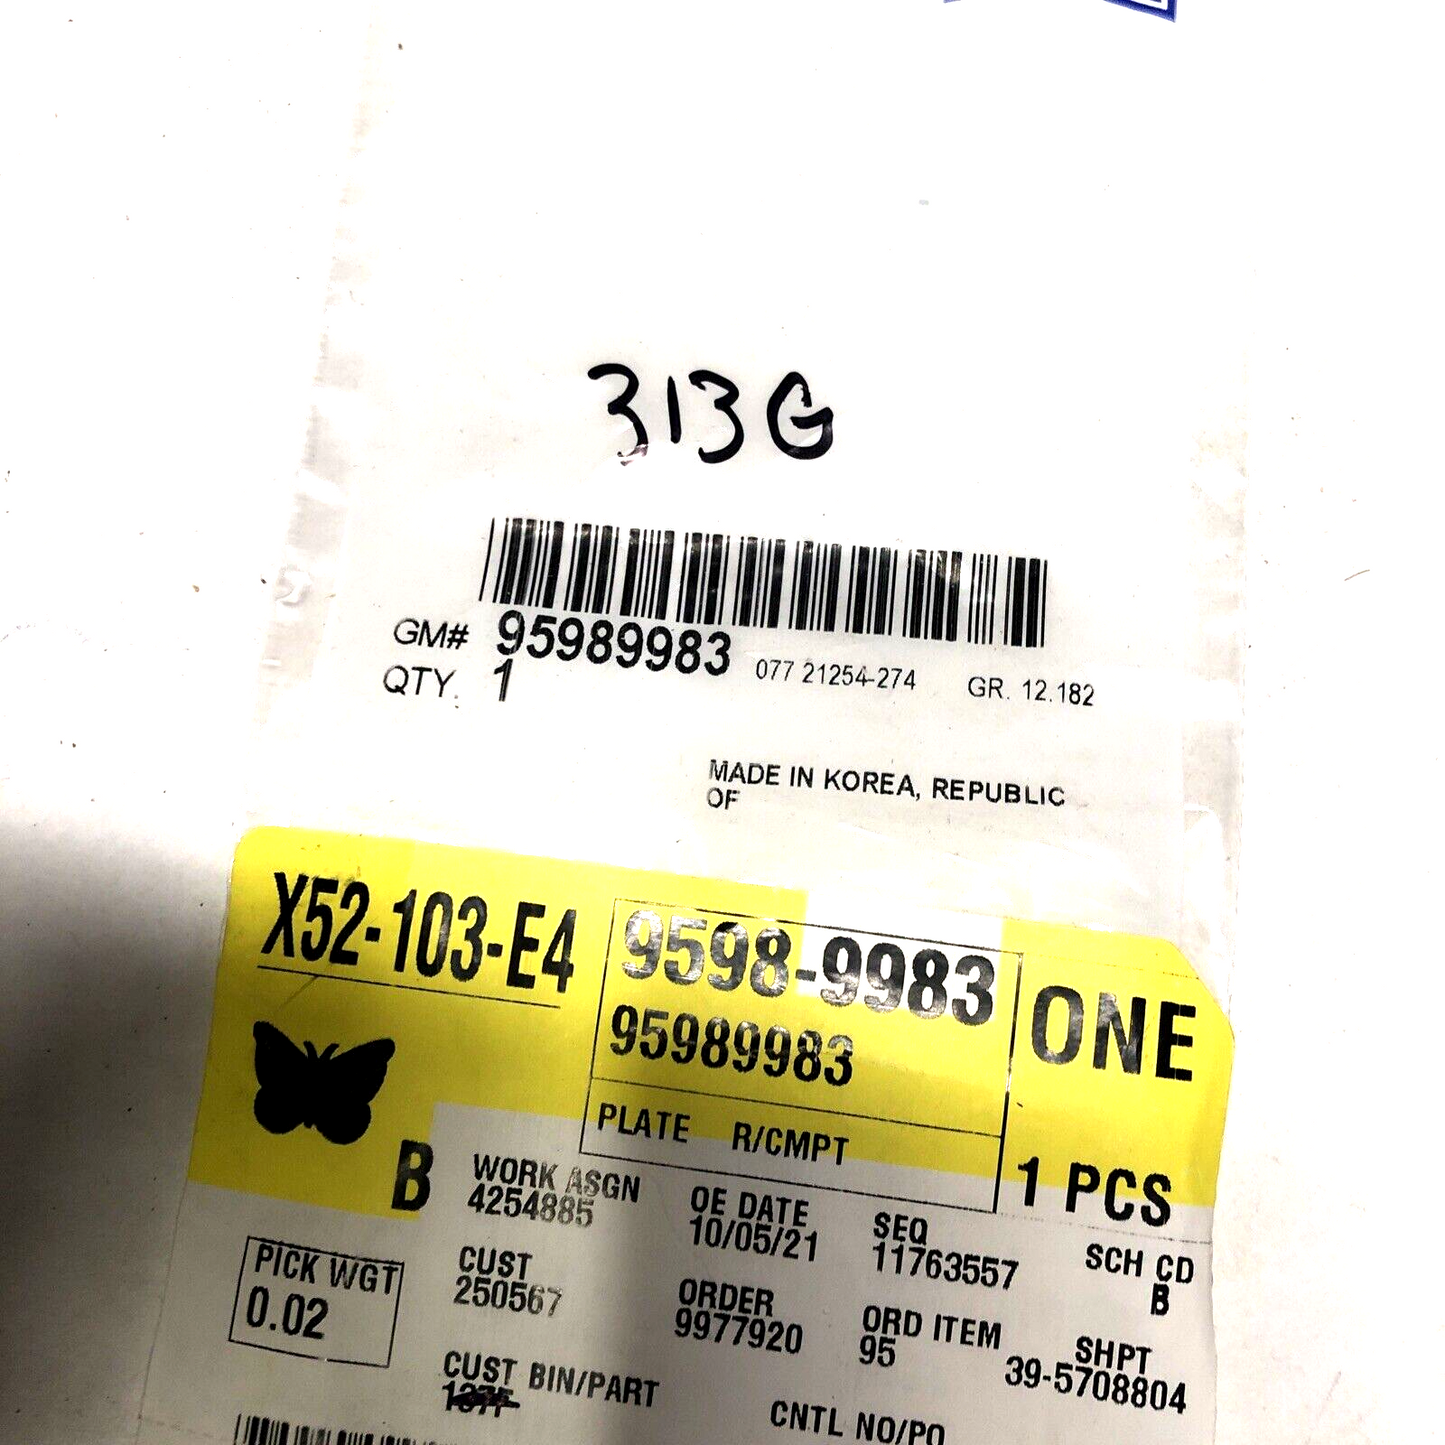 313G
GM# 95989983 077 21254-274 GR. 12.182
QTY. 1
MADE IN KOREA, REPUBLIC
OF
X52-103-E4
9598-9983
95989983
ONE
PLATE R/CMPT
1 PCS
B
WORK ASGN
4254885
OE DATE
10/05/21
SEQ
11763557
SCH CD
B
PICK WGT
0.02
CUST
250567
ORDER
9977920
ORD ITEM
95
SHPT
39-5708804
CUST BIN/PART
CNTL NO/PO